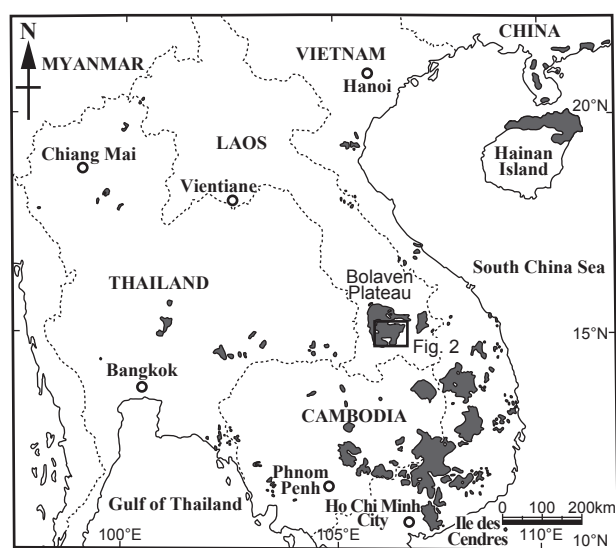 N
MYANMAR
VIETNAM
Hanoi
CHINA
20°N
Chiang Mai
LAOS
Hainan
Island
Vientiane
THAILAND
Bolaven
Plateau
South China Sea
Fig. 2
15°N
Bangkok
CAMBODIA
Phnom
Penh
Gulf of Thailand
Ho Chi Minh
City
Ile des
Cendres
0 100 200km
100°E
105°E
110°E
10°N